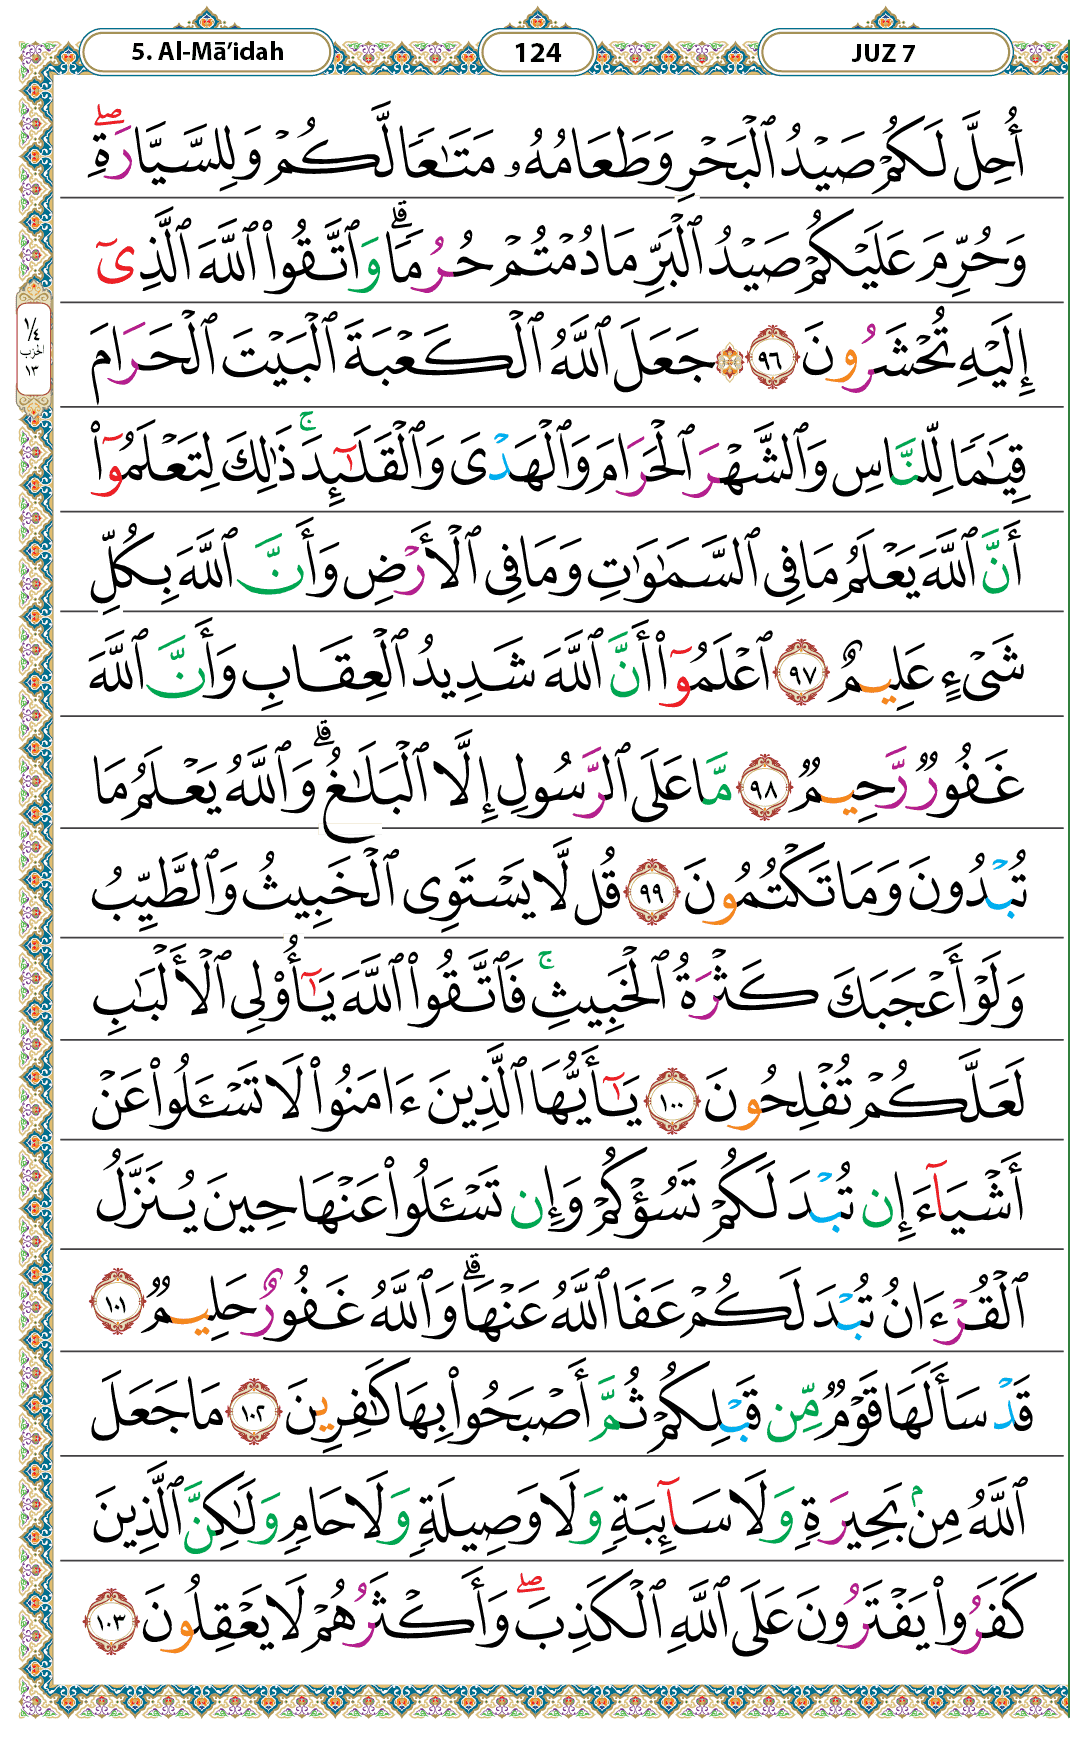 5. Al-Mā’idah 124 JUZ 7
أُحِلَّ لَكُمْ صَيْدُ ٱلْبَحْرِ وَطَعَامُهُۥ مَتَـٰعًا لَّكُمْ وَلِلسَّيَّارَةِ ۖ
وَحُرِّمَ عَلَيْكُمْ صَيْدُ ٱلْبَرِّ مَا دُمْتُمْ حُرُمًا ۗ وَٱتَّقُوا۟ ٱللَّهَ ٱلَّذِىٓ
إِلَيْهِ تُحْشَرُونَ ٩٦ ۞ جَعَلَ ٱللَّهُ ٱلْكَعْبَةَ ٱلْبَيْتَ ٱلْحَرَامَ
١/٤
الحزب
١٣
قِيَـٰمًا لِّلنَّاسِ وَٱلشَّهْرَ ٱلْحَرَامَ وَٱلْهَدْىَ وَٱلْقَلَـٰٓئِدَ ۚ ذَٰلِكَ لِتَعْلَمُوٓا۟
أَنَّ ٱللَّهَ يَعْلَمُ مَا فِى ٱلسَّمَـٰوَٰتِ وَمَا فِى ٱلْأَرْضِ وَأَنَّ ٱللَّهَ بِكُلِّ
شَىْءٍ عَلِيمٌ ٩٧ ٱعْلَمُوٓا۟ أَنَّ ٱللَّهَ شَدِيدُ ٱلْعِقَابِ وَأَنَّ ٱللَّهَ
غَفُورٌ رَّحِيمٌ ٩٨ مَّا عَلَى ٱلرَّسُولِ إِلَّا ٱلْبَلَـٰغُ ۗ وَٱللَّهُ يَعْلَمُ مَا
تُبْدُونَ وَمَا تَكْتُمُونَ ٩٩ قُل لَّا يَسْتَوِى ٱلْخَبِيثُ وَٱلطَّيِّبُ
وَلَوْ أَعْجَبَكَ كَثْرَةُ ٱلْخَبِيثِ ۚ فَٱتَّقُوا۟ ٱللَّهَ يَـٰٓأُو۟لِى ٱلْأَلْبَـٰبِ
لَعَلَّكُمْ تُفْلِحُونَ ١٠٠ يَـٰٓأَيُّهَا ٱلَّذِينَ ءَامَنُوا۟ لَا تَسْـَٔلُوا۟ عَنْ
أَشْيَآءَ إِن تُبْدَ لَكُمْ تَسُؤْكُمْ وَإِن تَسْـَٔلُوا۟ عَنْهَا حِينَ يُنَزَّلُ
ٱلْقُرْءَانُ تُبْدَ لَكُمْ عَفَا ٱللَّهُ عَنْهَا ۗ وَٱللَّهُ غَفُورٌ حَلِيمٌ ١٠١
قَدْ سَأَلَهَا قَوْمٌ مِّن قَبْلِكُمْ ثُمَّ أَصْبَحُوا۟ بِهَا كَـٰفِرِينَ ١٠٢ مَا جَعَلَ
ٱللَّهُ مِنۢ بَحِيرَةٍ وَلَا سَآئِبَةٍ وَلَا وَصِيلَةٍ وَلَا حَامٍ وَلَـٰكِنَّ ٱلَّذِينَ
كَفَرُوا۟ يَفْتَرُونَ عَلَى ٱللَّهِ ٱلْكَذِبَ ۖ وَأَكْثَرُهُمْ لَا يَعْقِلُونَ ١٠٣